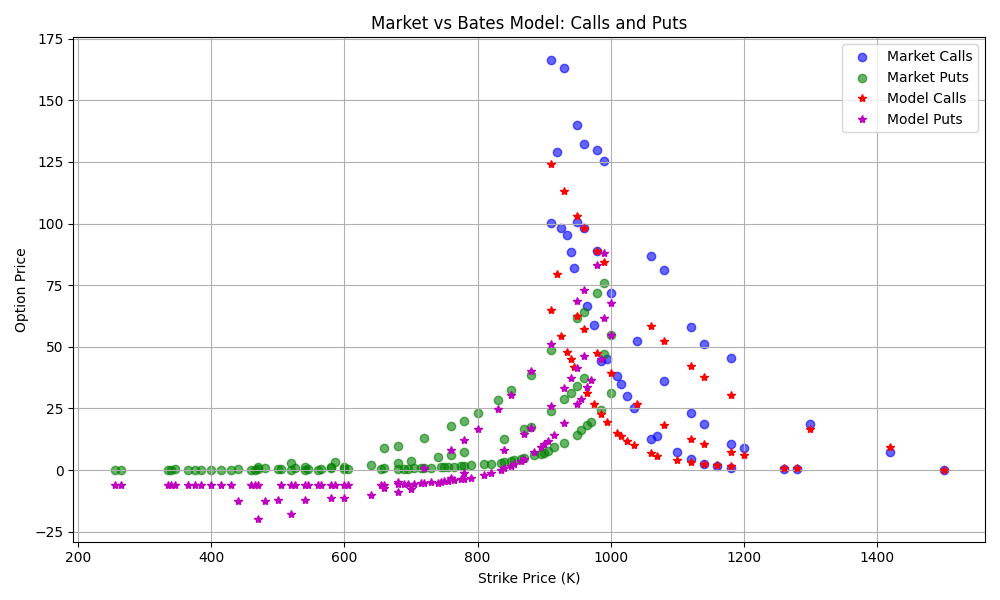 Market vs Bates Model: Calls and Puts
175
150
125
100
75
50
25
0
−25
Option Price
Market Calls
Market Puts
Model Calls
Model Puts
200
400
600
800
1000
1200
1400
Strike Price (K)